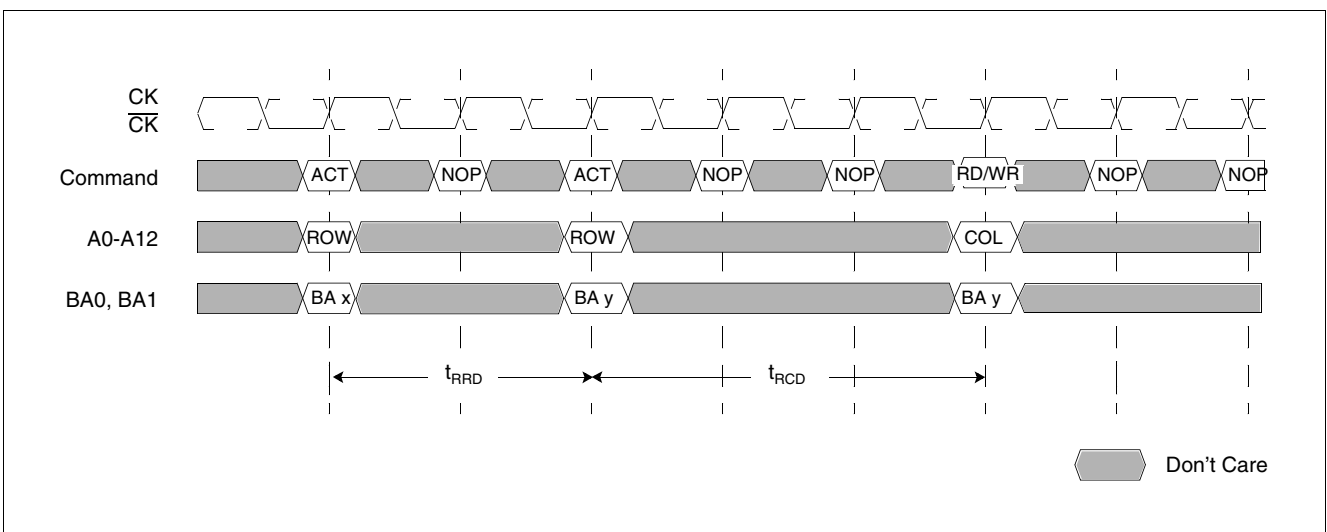 CK
CK
Command ACT NOP ACT NOP NOP RD/WR NOP NOP
A0-A12 ROW ROW COL
BA0, BA1 BA x BA y BA y
tRRD tRCD
Don't Care